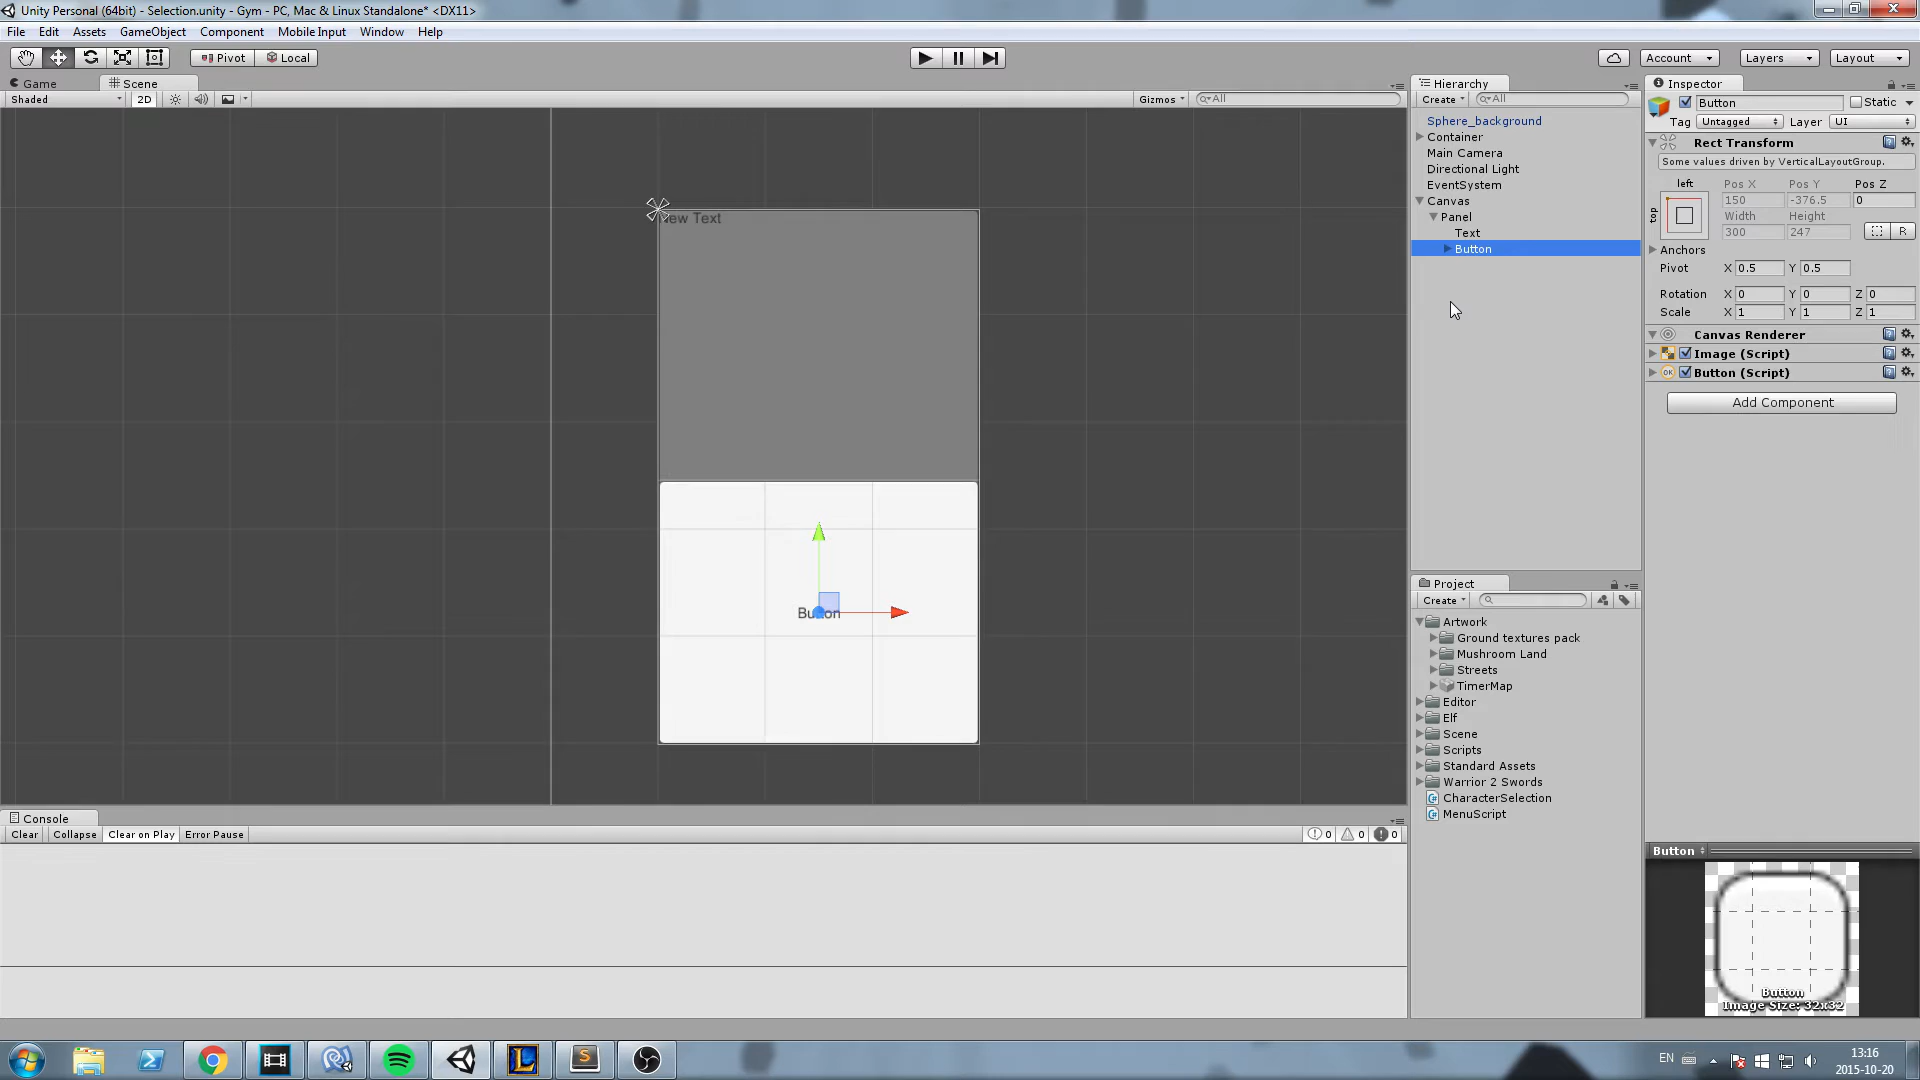 Unity Personal (64bit) - Selection.unity - Gym - PC, Mac & Linux Standalone* <DX11>
File Edit Assets GameObject Component Mobile Input Window Help
Pivot Local Account Layers Layout
Game Scene
Shaded 2D Gizmos All
Hierarchy
Create All
Sphere_background
Container
Main Camera
Directional Light
EventSystem
Canvas
Panel
Text
Button
Inspector
Button Static
Tag Untagged Layer UI
Rect Transform
Some values driven by VerticalLayoutGroup.
left Pos X Pos Y Pos Z
top 150 -376.5 0
Width Height
300 247 R
Anchors
Pivot X 0.5 Y 0.5
Rotation X 0 Y 0 Z 0
Scale X 1 Y 1 Z 1
Canvas Renderer
Image (Script)
OK Button (Script)
Add Component
New Text
Button
Project
Create
Artwork
Ground textures pack
Mushroom Land
Streets
TimerMap
Editor
Elf
Scene
Scripts
Standard Assets
Warrior 2 Swords
CharacterSelection
MenuScript
Console
Clear Collapse Clear on Play Error Pause 0 0 0
Button
Button
Image Size: 32x32
EN 13:16
2015-10-20